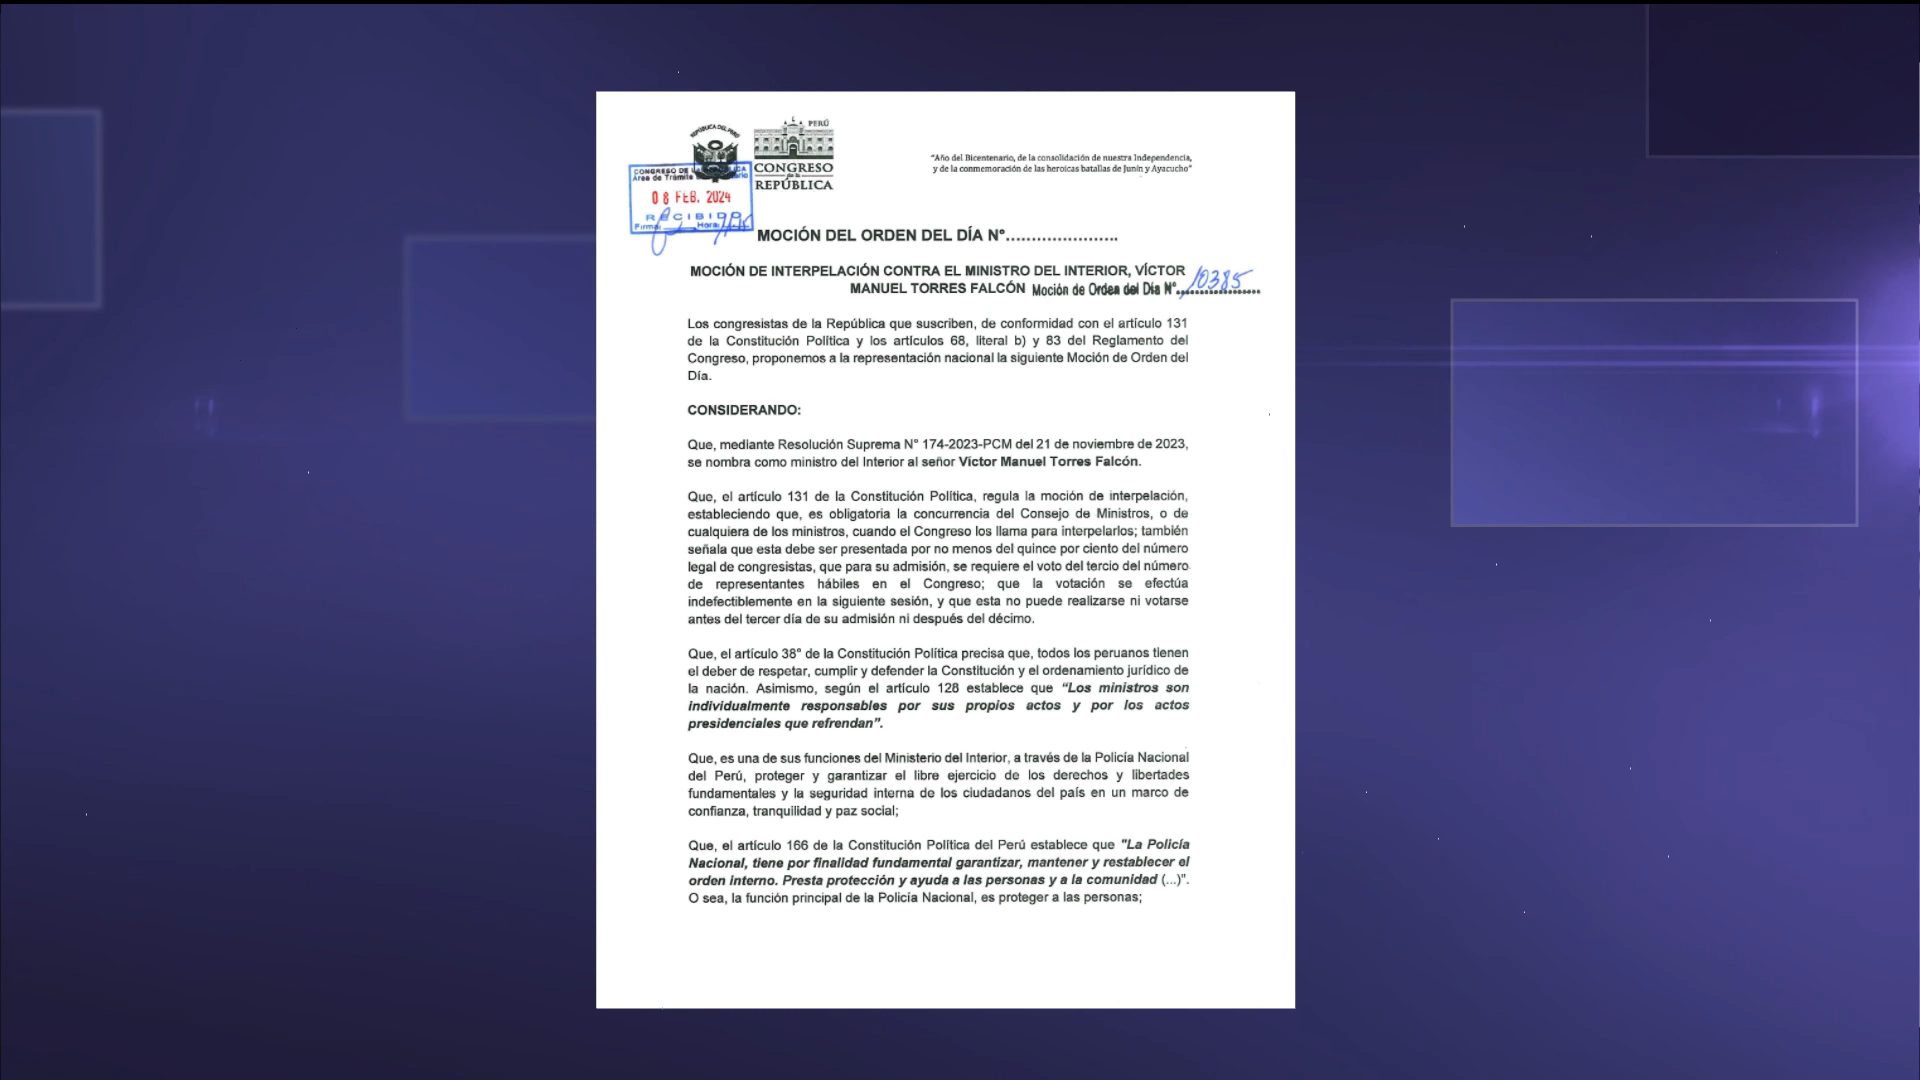 REPÚBLICA DEL PERÚ
PERÚ
CONGRESO
de la
REPÚBLICA
"Año del Bicentenario, de la consolidación de nuestra Independencia,
y de la conmemoración de las heroicas batallas de Junín y Ayacucho"
CONGRESO DE
Área de Trámite
08 FEB. 2024
RECIBIDO
Firma Hora
MOCIÓN DEL ORDEN DEL DÍA N°......................
MOCIÓN DE INTERPELACIÓN CONTRA EL MINISTRO DEL INTERIOR, VÍCTOR
MANUEL TORRES FALCÓN Moción de Orden del Día N° 10385
Los congresistas de la República que suscriben, de conformidad con el artículo 131
de la Constitución Política y los artículos 68, literal b) y 83 del Reglamento del
Congreso, proponemos a la representación nacional la siguiente Moción de Orden del
Día.
CONSIDERANDO:
Que, mediante Resolución Suprema N° 174-2023-PCM del 21 de noviembre de 2023,
se nombra como ministro del Interior al señor Víctor Manuel Torres Falcón.
Que, el artículo 131 de la Constitución Política, regula la moción de interpelación,
estableciendo que, es obligatoria la concurrencia del Consejo de Ministros, o de
cualquiera de los ministros, cuando el Congreso los llama para interpelarlos; también
señala que esta debe ser presentada por no menos del quince por ciento del número
legal de congresistas, que para su admisión, se requiere el voto del tercio del número
de representantes hábiles en el Congreso; que la votación se efectúa
indefectiblemente en la siguiente sesión, y que esta no puede realizarse ni votarse
antes del tercer día de su admisión ni después del décimo.
Que, el artículo 38° de la Constitución Política precisa que, todos los peruanos tienen
el deber de respetar, cumplir y defender la Constitución y el ordenamiento jurídico de
la nación. Asimismo, según el artículo 128 establece que “Los ministros son
individualmente responsables por sus propios actos y por los actos
presidenciales que refrendan”.
Que, es una de sus funciones del Ministerio del Interior, a través de la Policía Nacional
del Perú, proteger y garantizar el libre ejercicio de los derechos y libertades
fundamentales y la seguridad interna de los ciudadanos del país en un marco de
confianza, tranquilidad y paz social;
Que, el artículo 166 de la Constitución Política del Perú establece que "La Policía
Nacional, tiene por finalidad fundamental garantizar, mantener y restablecer el
orden interno. Presta protección y ayuda a las personas y a la comunidad (...)".
O sea, la función principal de la Policía Nacional, es proteger a las personas;